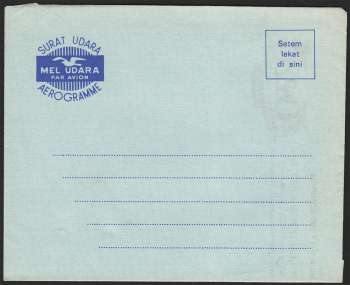 SURAT UDARA
MEL UDARA
PAR AVION
AEROGRAMME
Setem
lekat
di sini